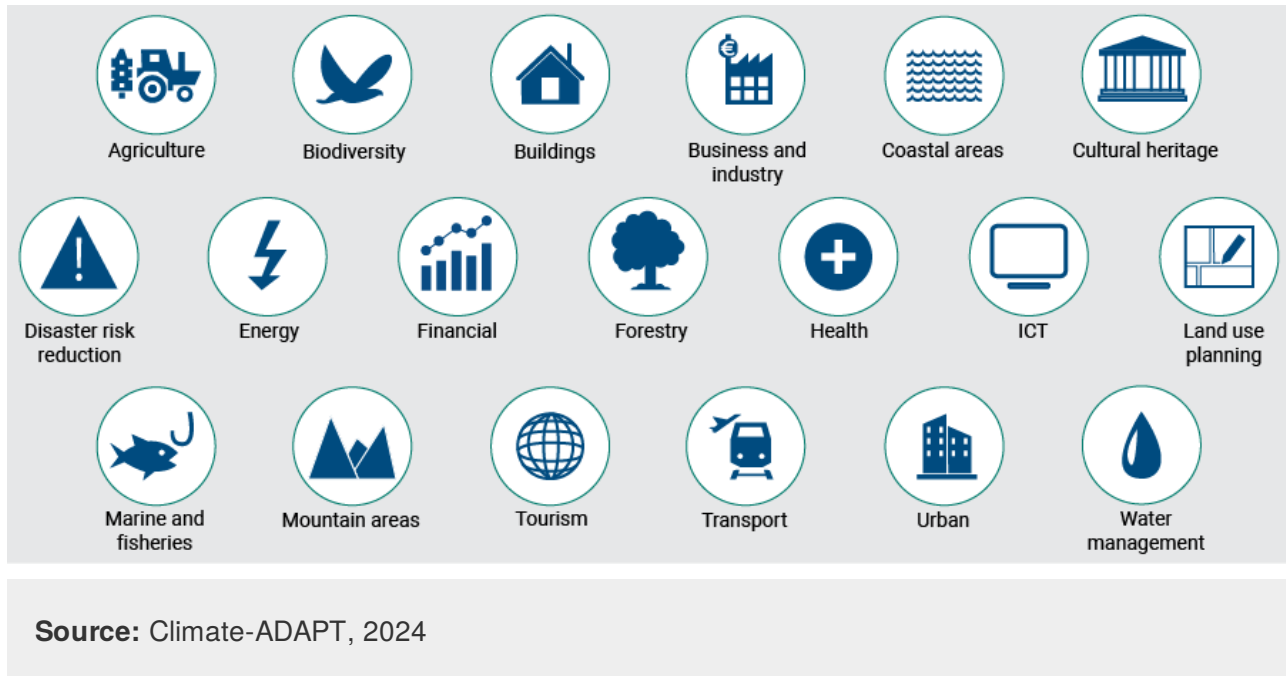 €
Agriculture
Biodiversity
Buildings
Business and
industry
Coastal areas
Cultural heritage
Disaster risk
reduction
Energy
Financial
Forestry
Health
ICT
Land use
planning
Marine and
fisheries
Mountain areas
Tourism
Transport
Urban
Water
management
Source: Climate-ADAPT, 2024